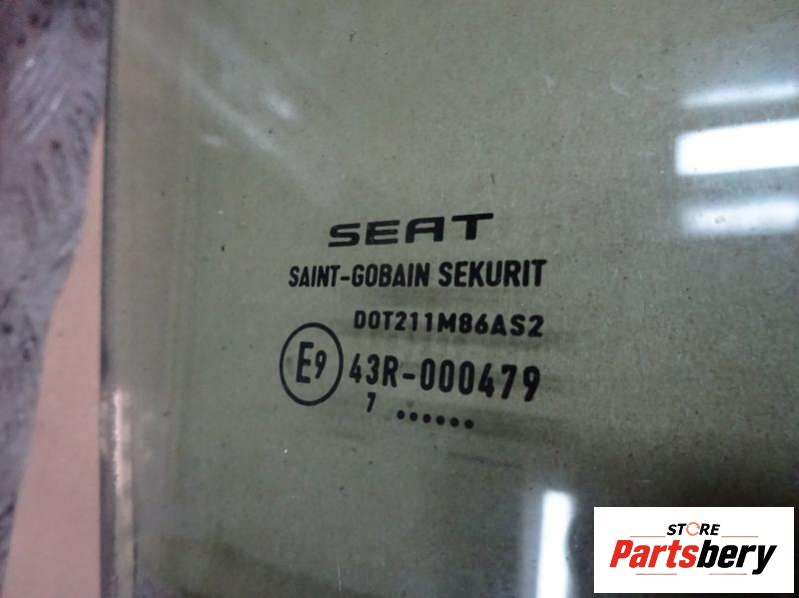 SEAT
SAINT-GOBAIN SEKURIT
DOT211M86AS2
E9 43R-000479
7 ......
STORE
Partsbery